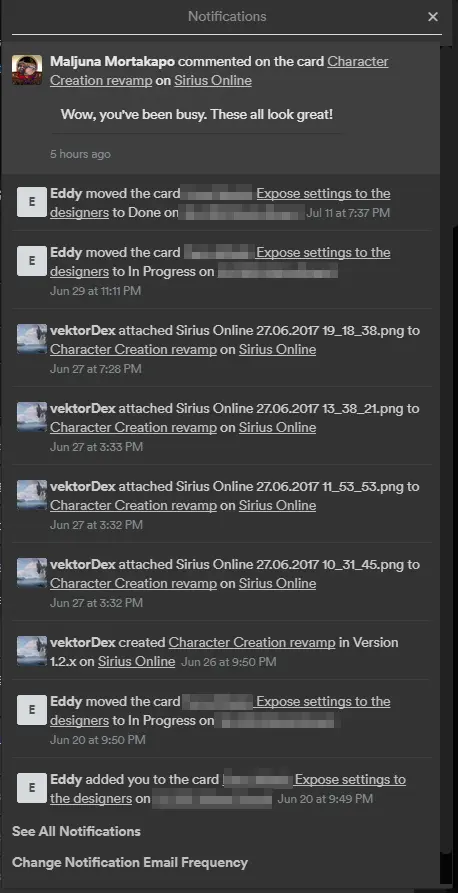 Notifications ×
Maljuna Mortakapo commented on the card Character
Creation revamp on Sirius Online
Wow, you've been busy. These all look great!
5 hours ago
E
Eddy moved the card Expose settings to the
designers to Done on Jul 11 at 7:37 PM
E
Eddy moved the card Expose settings to the
designers to In Progress on
Jun 29 at 11:11 PM
vektorDex attached Sirius Online 27.06.2017 19_18_38.png to
Character Creation revamp on Sirius Online
Jun 27 at 7:28 PM
vektorDex attached Sirius Online 27.06.2017 13_38_21.png to
Character Creation revamp on Sirius Online
Jun 27 at 3:33 PM
vektorDex attached Sirius Online 27.06.2017 11_53_53.png to
Character Creation revamp on Sirius Online
Jun 27 at 3:32 PM
vektorDex attached Sirius Online 27.06.2017 10_31_45.png to
Character Creation revamp on Sirius Online
Jun 27 at 3:32 PM
vektorDex created Character Creation revamp in Version
1.2.x on Sirius Online Jun 26 at 9:50 PM
E
Eddy moved the card Expose settings to the
designers to In Progress on
Jun 20 at 9:50 PM
E
Eddy added you to the card Expose settings to
the designers on Jun 20 at 9:49 PM
See All Notifications
Change Notification Email Frequency